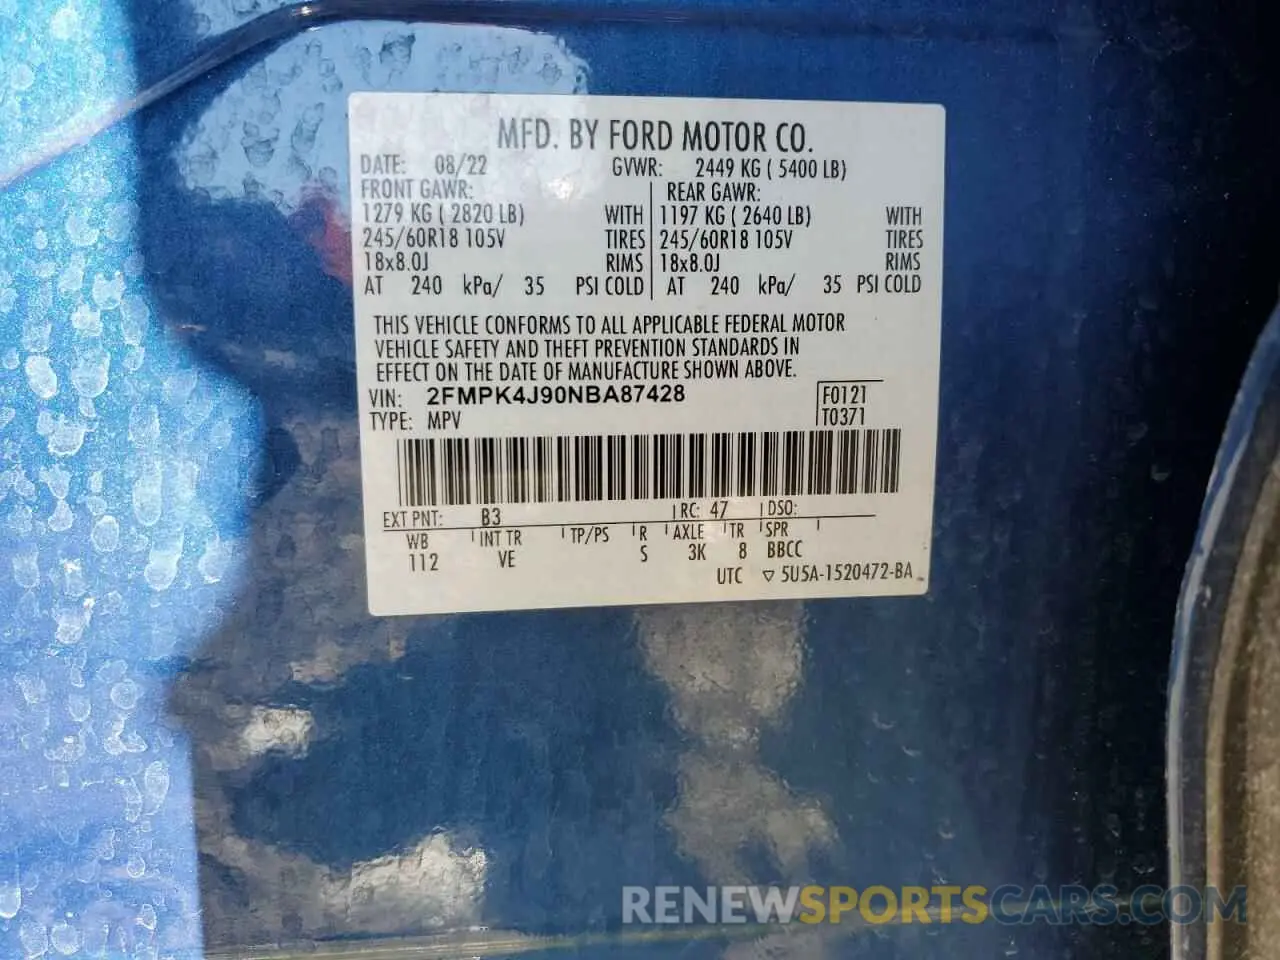 MFD. BY FORD MOTOR CO.
DATE: 08/22 GVWR: 2449 KG ( 5400 LB)
FRONT GAWR: REAR GAWR:
1279 KG ( 2820 LB) WITH 1197 KG ( 2640 LB) WITH
245/60R18 105V TIRES 245/60R18 105V TIRES
18x8.0J RIMS 18x8.0J RIMS
AT 240 kPa/ 35 PSI COLD AT 240 kPa/ 35 PSI COLD
THIS VEHICLE CONFORMS TO ALL APPLICABLE FEDERAL MOTOR
VEHICLE SAFETY AND THEFT PREVENTION STANDARDS IN
EFFECT ON THE DATE OF MANUFACTURE SHOWN ABOVE.
VIN: 2FMPK4J90NBA87428 F0121
TYPE: MPV T0371
EXT PNT: B3 RC: 47 DSO:
WB INT TR TP/PS R AXLE TR SPR
112 VE S 3K 8 BBCC
UTC ▽ 5U5A-1520472-BA
RENEWSPORTSCARS.COM